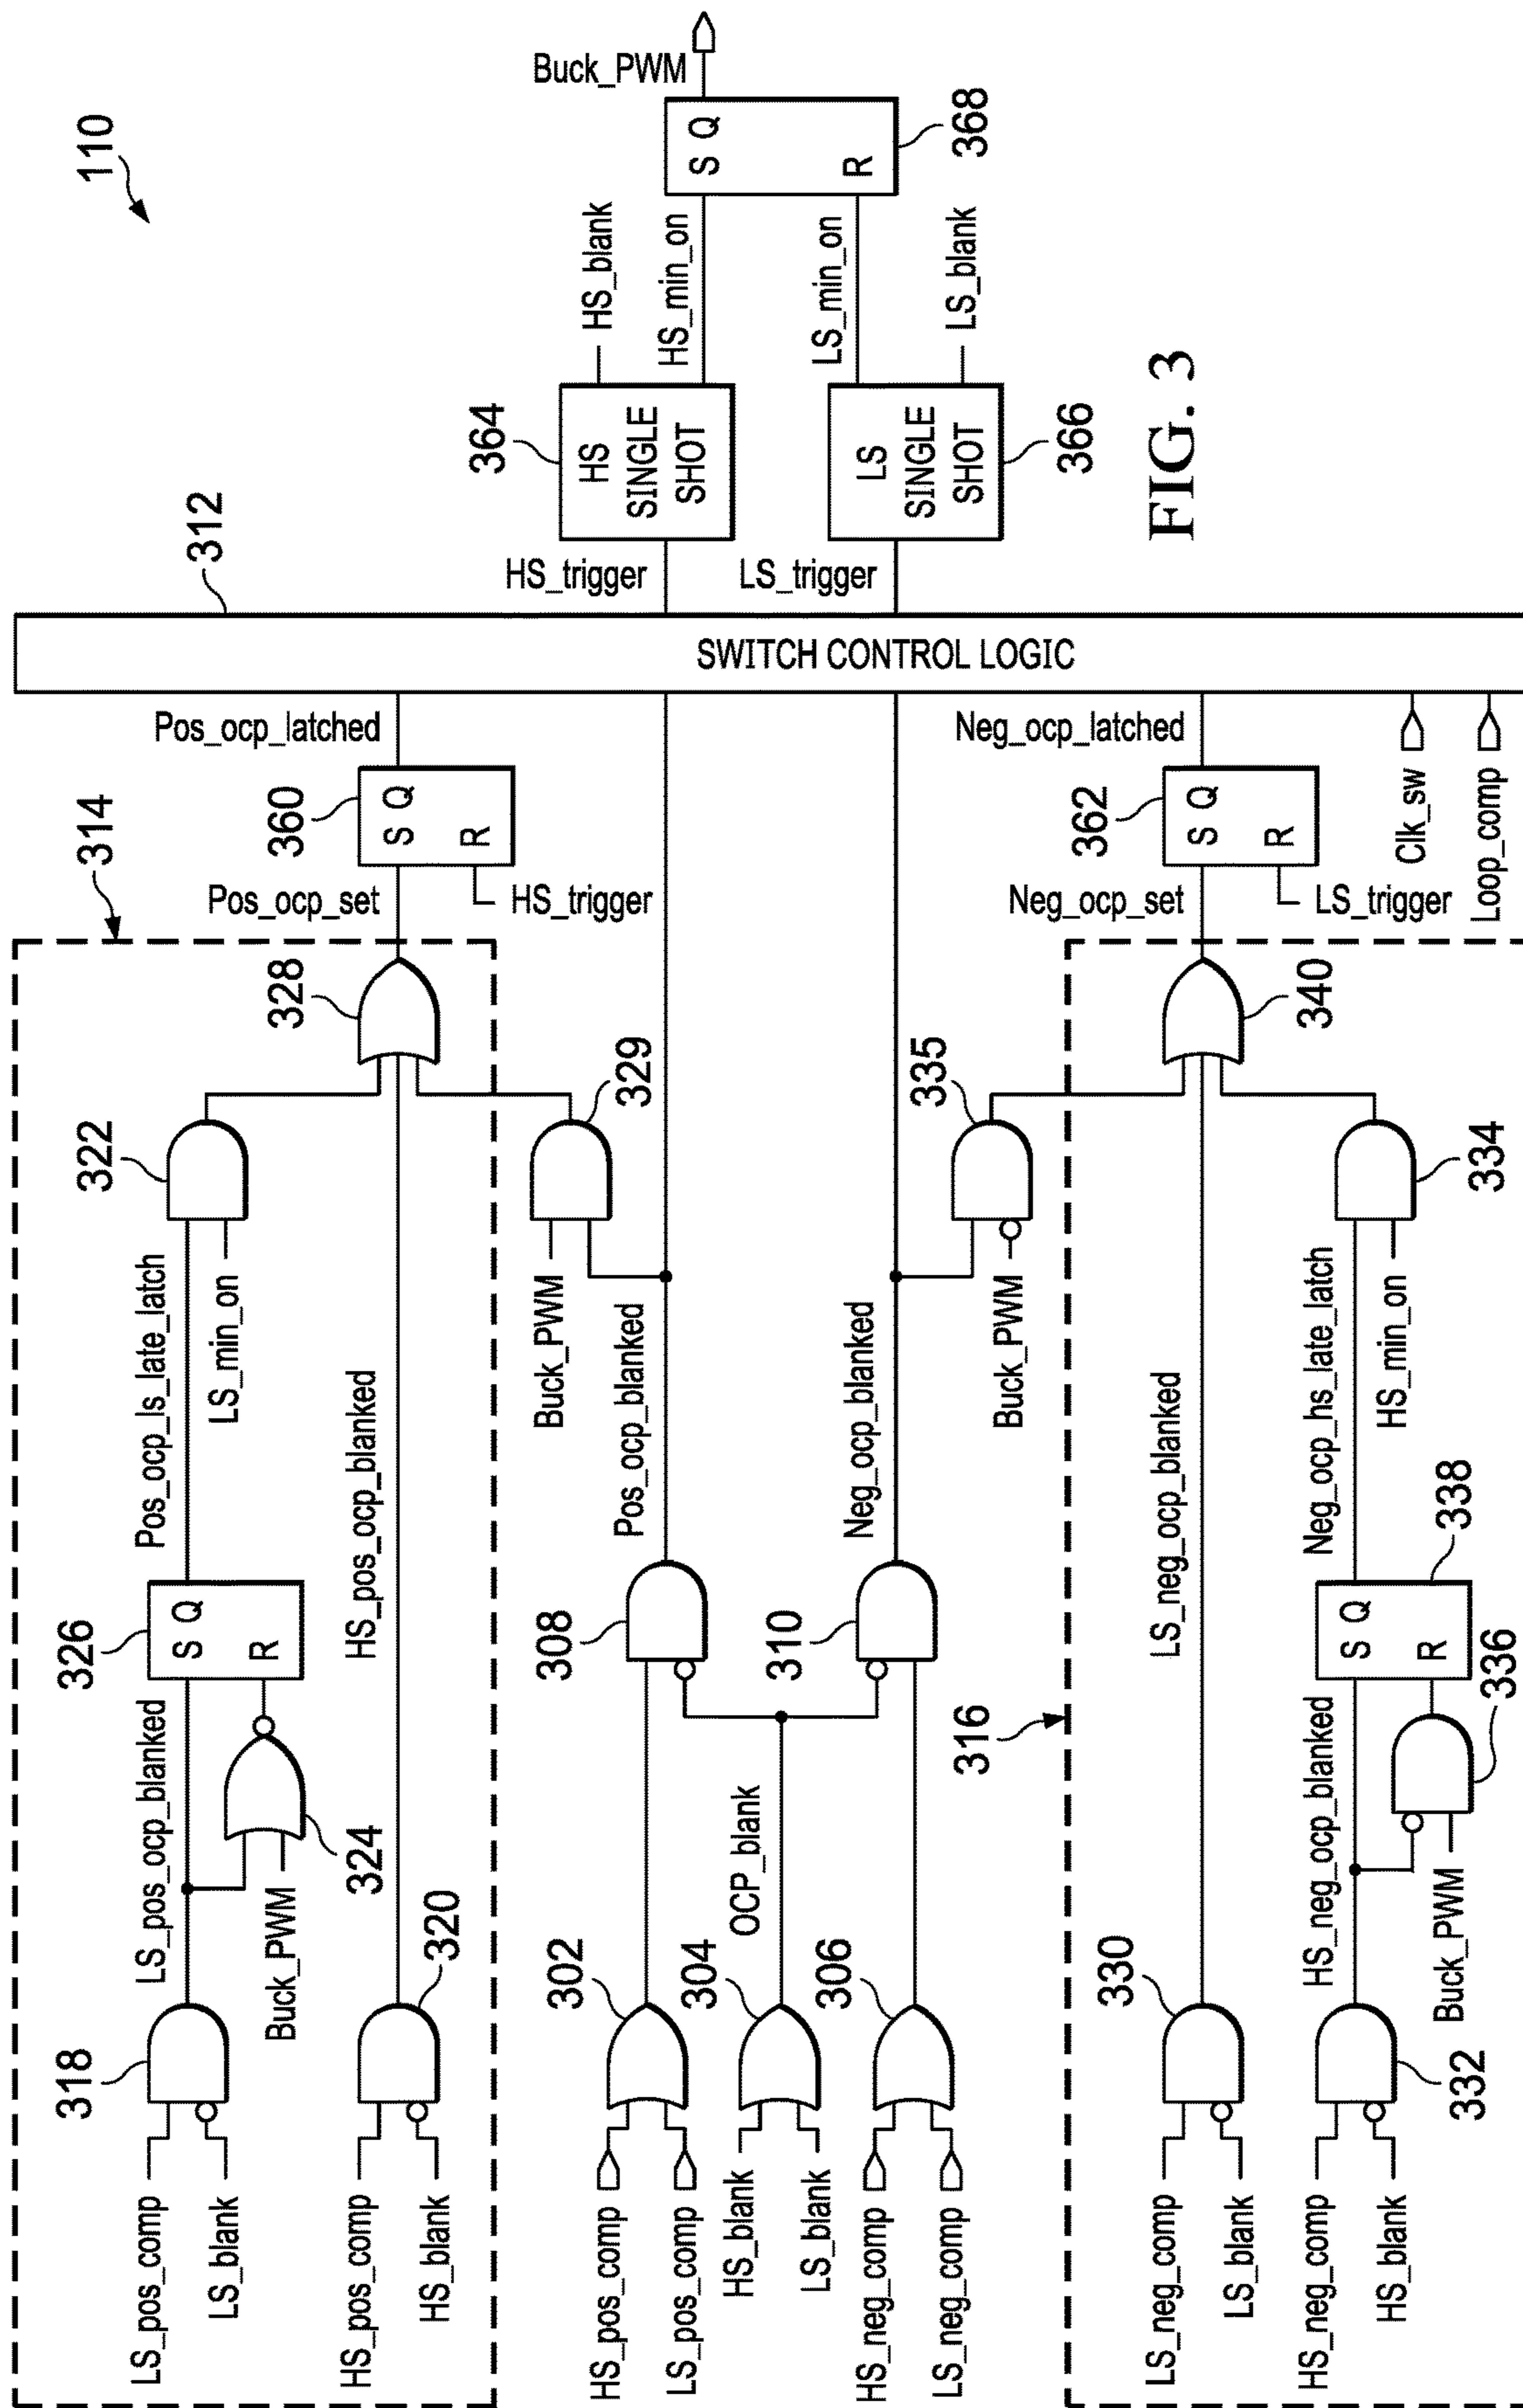 110
314
312
318
LS_pos_comp
LS_blank
LS_pos_ocp_blanked
Buck_PWM
324
326
S Q
R
Pos_ocp_ls_late_latch
LS_min_on
322
HS_pos_comp
HS_blank
320
HS_pos_ocp_blanked
328
Pos_ocp_set
360
S Q
R
HS_trigger
Pos_ocp_latched
HS_pos_comp
LS_pos_comp
302
HS_blank
LS_blank
304
OCP_blank
HS_neg_comp
LS_neg_comp
306
308
310
Pos_ocp_blanked
Neg_ocp_blanked
Buck_PWM
329
Buck_PWM
335
SWITCH CONTROL LOGIC
HS_trigger
LS_trigger
364
HS
SINGLE
SHOT
HS_blank
HS_min_on
366
LS
SINGLE
SHOT
LS_min_on
LS_blank
S Q
R
368
Buck_PWM
316
330
LS_neg_comp
LS_blank
LS_neg_ocp_blanked
HS_neg_comp
HS_blank
332
HS_neg_ocp_blanked
Buck_PWM
336
338
S Q
R
Neg_ocp_hs_late_latch
HS_min_on
334
340
Neg_ocp_set
362
S Q
R
LS_trigger
Neg_ocp_latched
Clk_sw
Loop_comp
FIG. 3